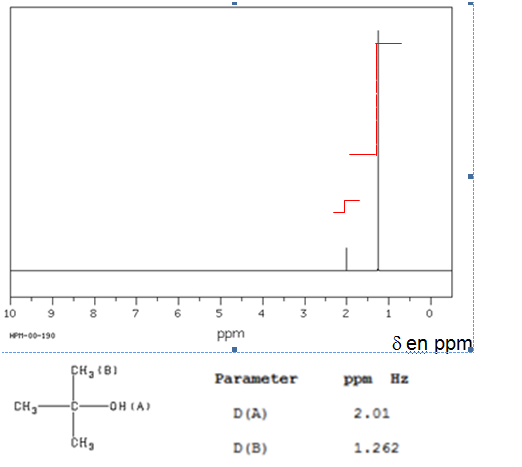 10 9 8 7 6 5 4 3 2 1 0
HPM-00-190
ppm
δ en ppm
CH3(B)
CH3 C OH(A)
CH3
Parameter ppm Hz
D(A) 2.01
D(B) 1.262